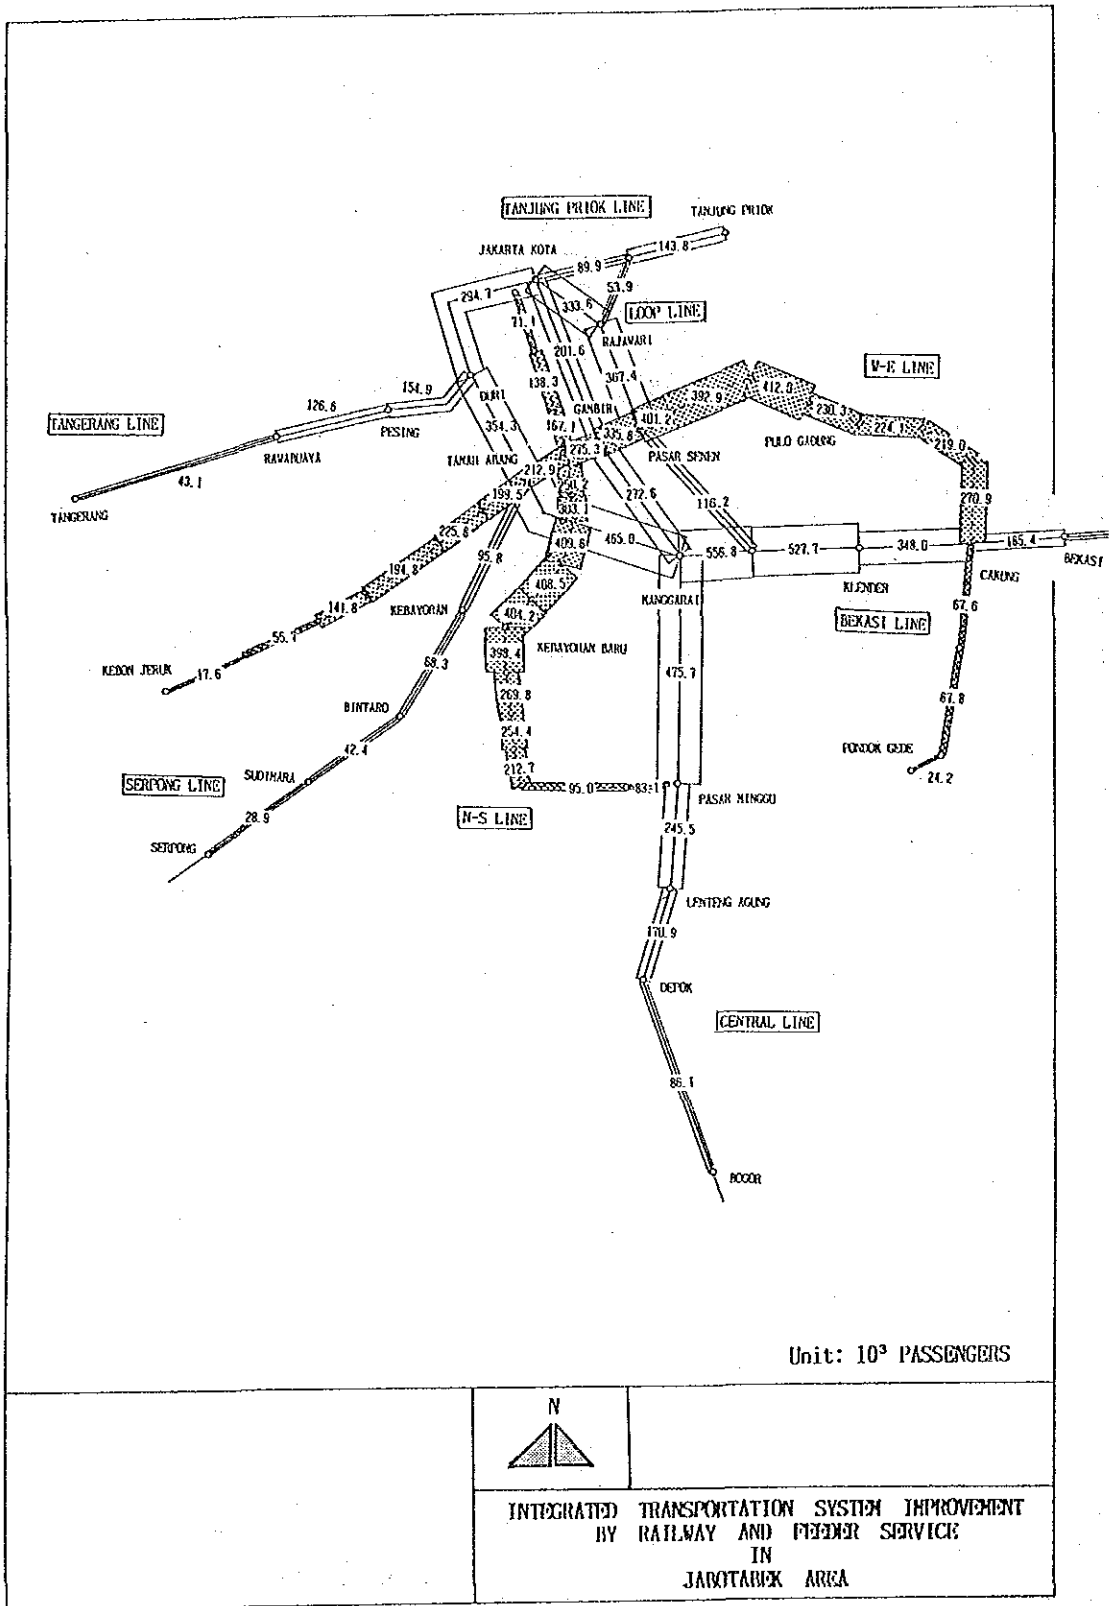 TANJUNG PRIOK LINE
TANJUNG PRIOK
JAKARTA KOTA
143.8
89.9
294.7
53.9
333.6
LOOP LINE
71.1
RAJAWALI
201.6
W-E LINE
154.9
138.3
367.4
392.9
412.0
126.6
DURI
GAMBIR
401.2
230.3
TANGERANG LINE
PESING
354.3
167.1
335.8
224.1
RAWABUAYA
TANAH ABANG
275.3
PASAR SENEN
PULO GADUNG
219.0
43.1
212.9
250.2
272.6
TANGERANG
199.5
303.1
116.2
270.9
225.8
409.6
465.0
556.8
527.7
348.0
165.4
95.8
BEKASI
194.8
408.5
MANGGARAI
KLENDER
CAKUNG
141.8
KEBAYORAN
404.2
BEKASI LINE
67.6
55.7
398.4
KEBAYORAN BARU
KEBON JERUK
17.6
68.3
475.7
269.8
67.8
BINTARO
254.4
42.4
PONDOK GEDE
SERPONG LINE
SUDIMARA
212.7
24.2
95.0
83.1
PASAR MINGGU
28.9
N-S LINE
245.5
SERPONG
LENTENG AGUNG
170.9
DEPOK
CENTRAL LINE
86.1
BOGOR
Unit: 10³ PASSENGERS
N
INTEGRATED TRANSPORTATION SYSTEM IMPROVEMENT
BY RAILWAY AND FEEDER SERVICE
IN
JABOTABEK AREA